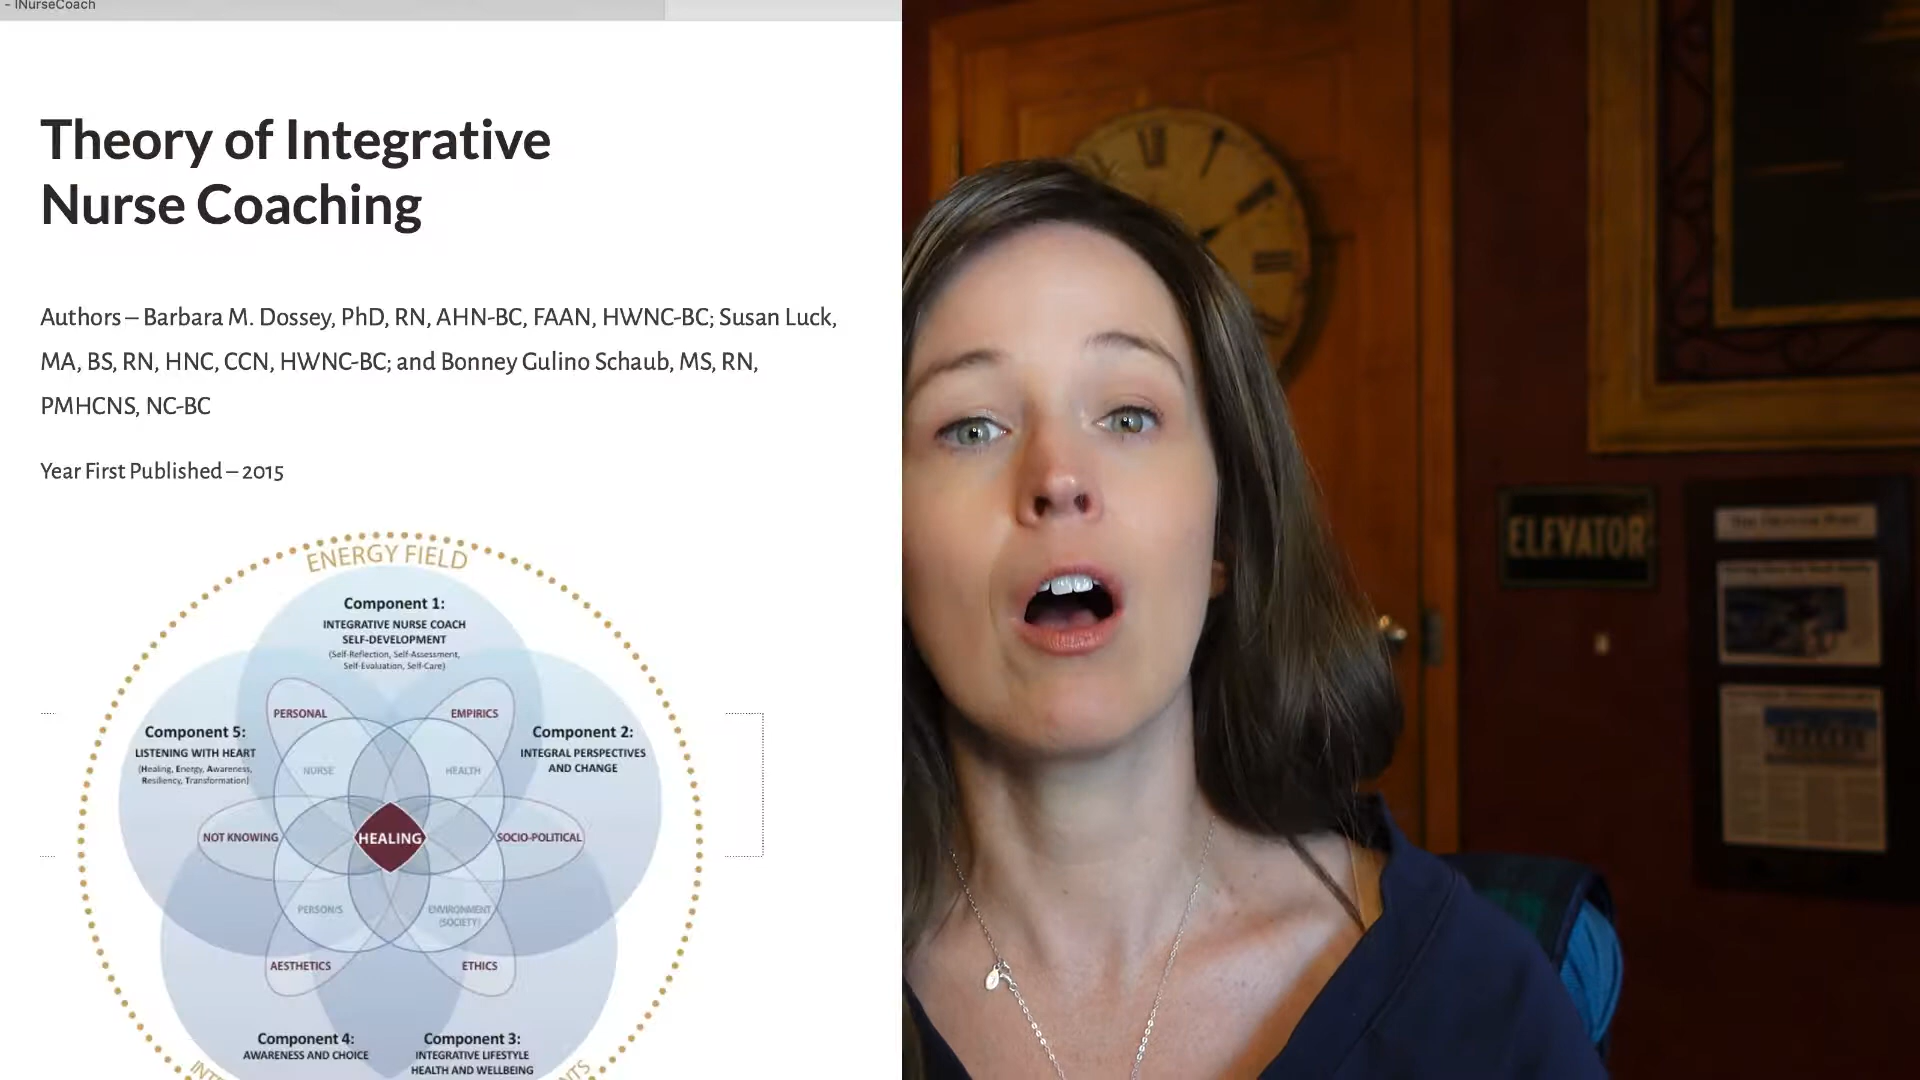 - INurseCoach
Theory of Integrative
Nurse Coaching
Authors – Barbara M. Dossey, PhD, RN, AHN-BC, FAAN, HWNC-BC; Susan Luck,
MA, BS, RN, HNC, CCN, HWNC-BC; and Bonney Gulino Schaub, MS, RN,
PMHCNS, NC-BC
Year First Published – 2015
ENERGY FIELD
Component 1:
INTEGRATIVE NURSE COACH
SELF-DEVELOPMENT
(Self-Reflection, Self-Assessment,
Self-Evaluation, Self-Care)
PERSONAL
EMPIRICS
Component 5:
LISTENING WITH HEART
(Healing, Energy, Awareness,
Resiliency, Transformation)
Component 2:
INTEGRAL PERSPECTIVES
AND CHANGE
NURSE
HEALTH
NOT KNOWING
HEALING
SOCIO-POLITICAL
PERSON/S
ENVIRONMENT
(SOCIETY)
AESTHETICS
ETHICS
Component 4:
AWARENESS AND CHOICE
Component 3:
INTEGRATIVE LIFESTYLE
HEALTH AND WELLBEING
ELEVATOR